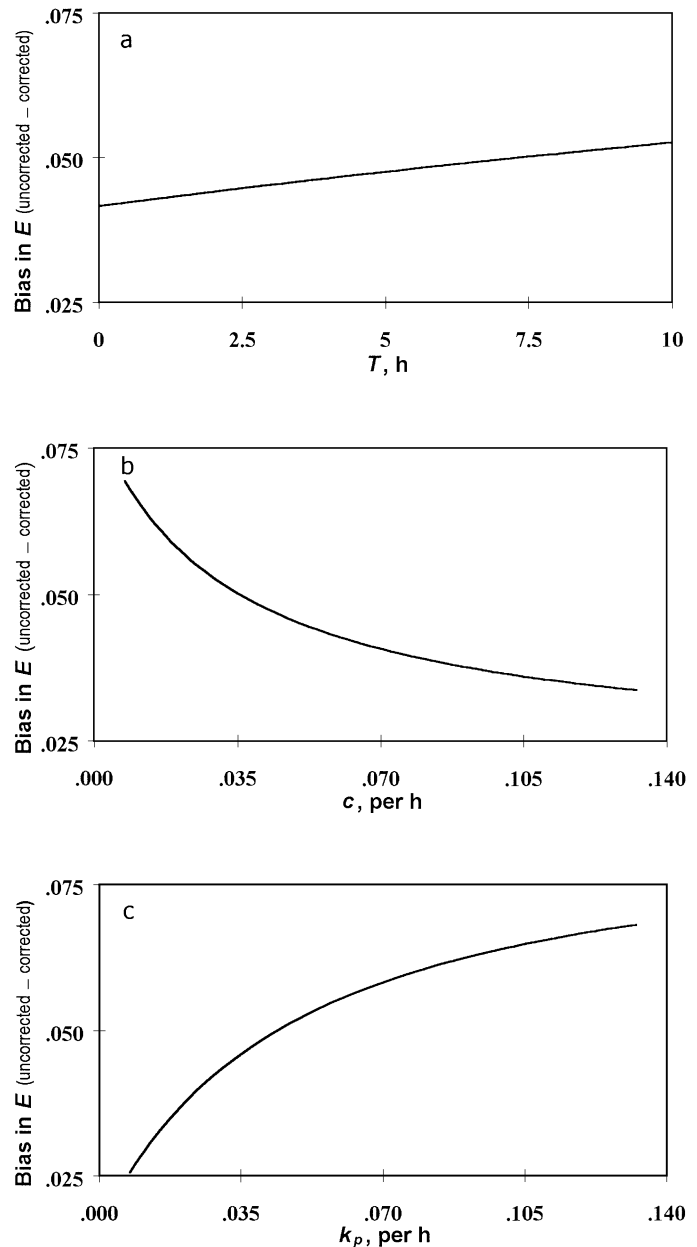 a
Bias in E (uncorrected – corrected)
.075
.050
.025
0 2.5 5 7.5 10
T, h
b
Bias in E (uncorrected – corrected)
.075
.050
.025
.000 .035 .070 .105 .140
c, per h
c
Bias in E (uncorrected – corrected)
.075
.050
.025
.000 .035 .070 .105 .140
kp, per h